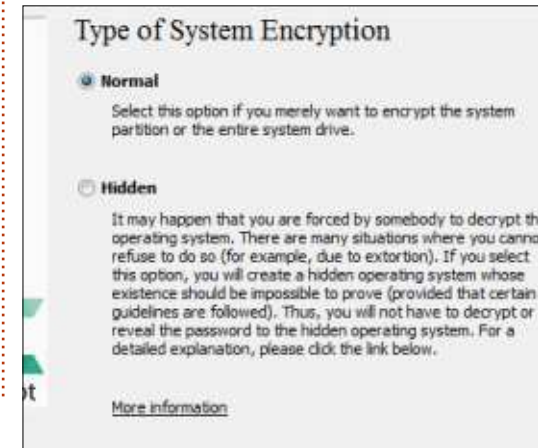 Type of System Encryption
Normal
Select this option if you merely want to encrypt the system
partition or the entire system drive.
Hidden
It may happen that you are forced by somebody to decrypt th
operating system. There are many situations where you canno
refuse to do so (for example, due to extortion). If you select
this option, you will create a hidden operating system whose
existence should be impossible to prove (provided that certain
guidelines are followed). Thus, you will not have to decrypt or
reveal the password to the hidden operating system. For a
detailed explanation, please click the link below.
pt
More information